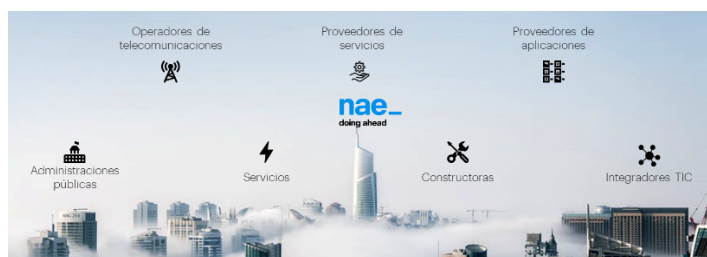 Operadores de
telecomunicaciones
Proveedores de
servicios
Proveedores de
aplicaciones
nae_
doing ahead
Administraciones
públicas
Servicios
Constructoras
Integradores TIC